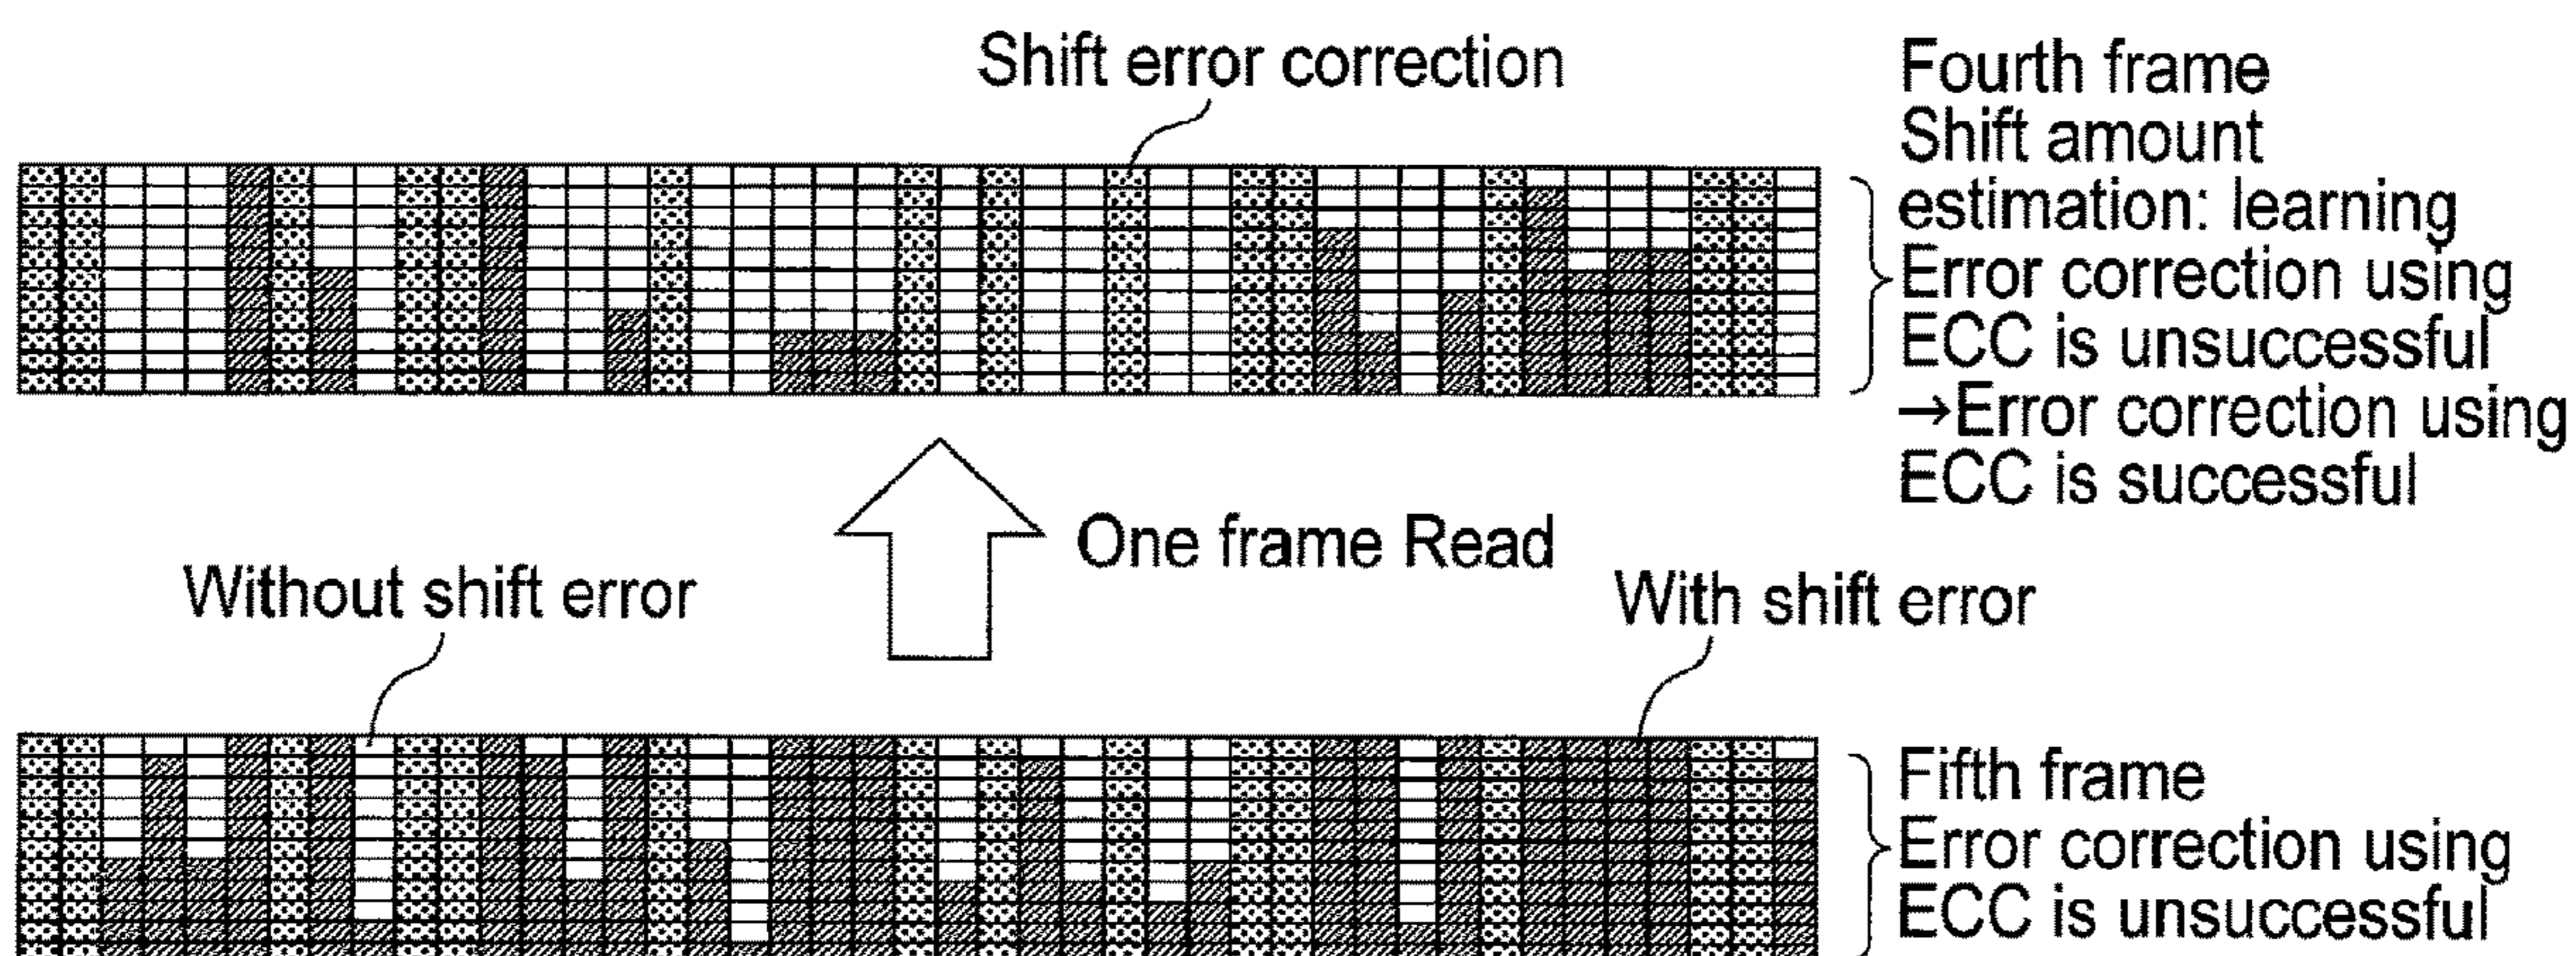 Shift error correction
Fourth frame
Shift amount
estimation: learning
Error correction using
ECC is unsuccessful
→Error correction using
ECC is successful
One frame Read
Without shift error
With shift error
Fifth frame
Error correction using
ECC is unsuccessful